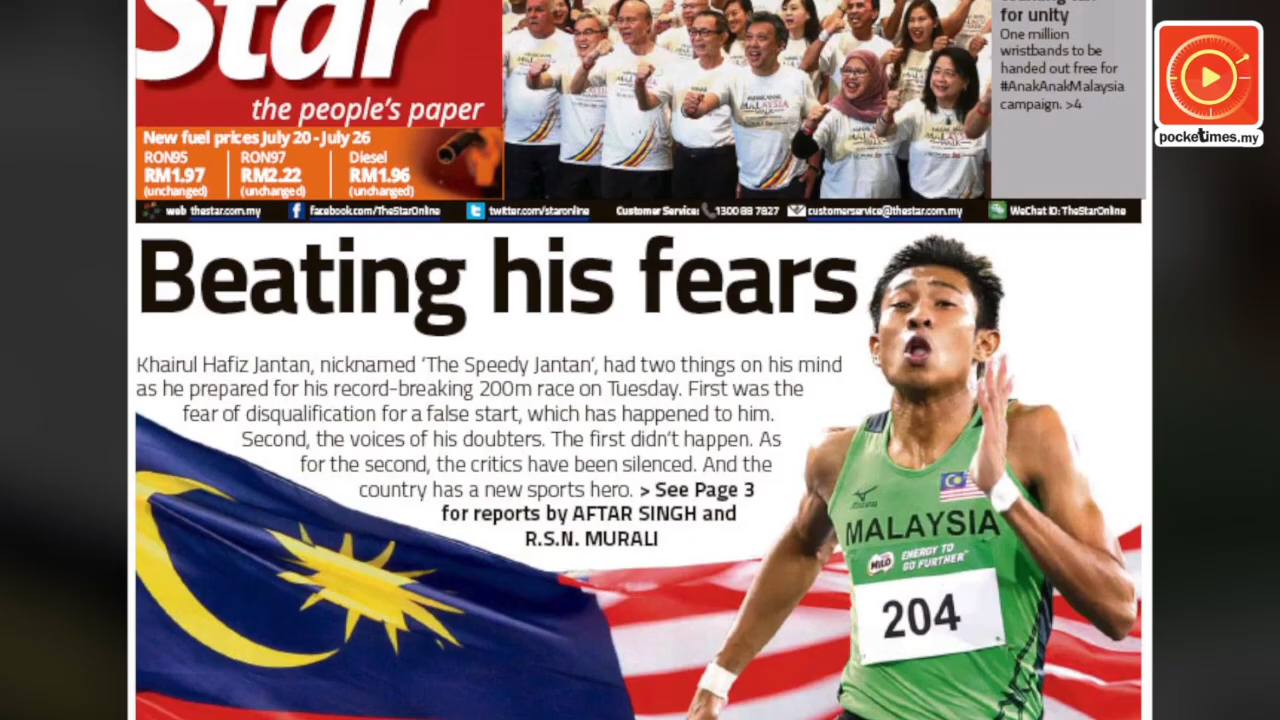 Star
the people's paper
New fuel prices July 20 - July 26
RON95
RM1.97
(unchanged)
RON97
RM2.22
(unchanged)
Diesel
RM1.96
(unchanged)
for unity
One million
wristbands to be
handed out free for
#AnakAnakMalaysia
campaign. >4
pocketimes.my
web thestar.com.my
facebook.com/TheStarOnline
twitter.com/staronline
Customer Service: 1300 88 7827
customerservice@thestar.com.my
WeChat ID: TheStarOnline
Beating his fears
Khairul Hafiz Jantan, nicknamed 'The Speedy Jantan', had two things on his mind
as he prepared for his record-breaking 200m race on Tuesday. First was the
fear of disqualification for a false start, which has happened to him.
Second, the voices of his doubters. The first didn't happen. As
for the second, the critics have been silenced. And the
country has a new sports hero. > See Page 3
for reports by AFTAR SINGH and
R.S.N. MURALI
MALAYSIA
MILO
ENERGY TO
GO FURTHER
204